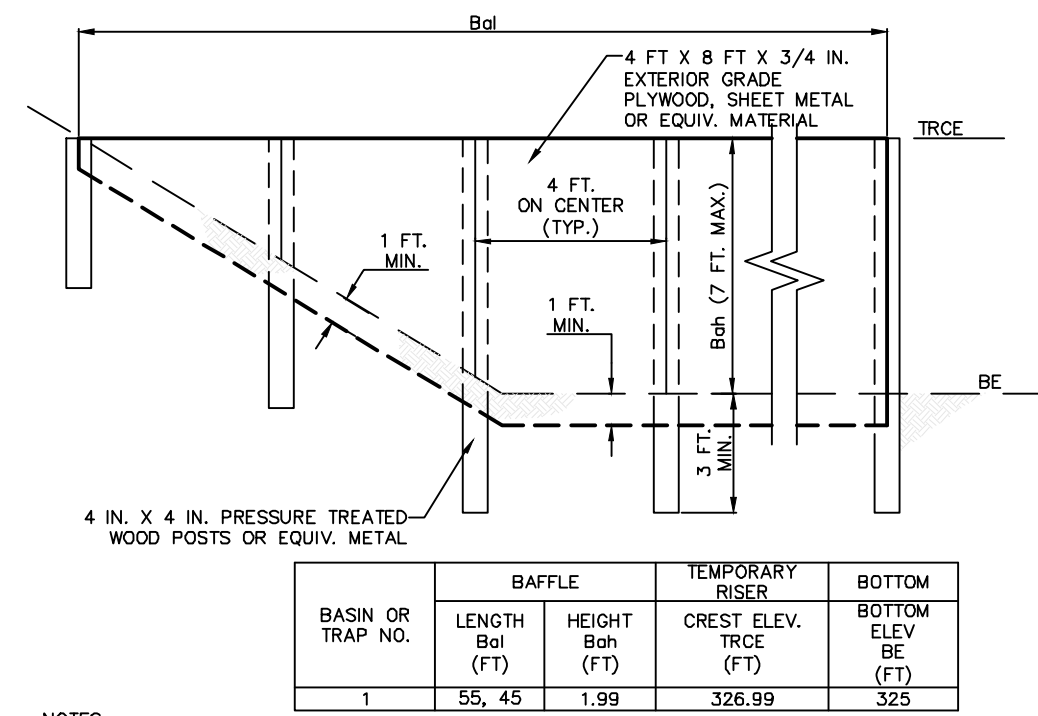 Bal
4 FT X 8 FT X 3/4 IN.
EXTERIOR GRADE
PLYWOOD, SHEET METAL
OR EQUIV. MATERIAL
TRCE
4 FT.
ON CENTER
(TYP.)
1 FT.
MIN.
1 FT.
MIN.
Bah (7 FT. MAX.)
BE
3 FT.
MIN.
4 IN. X 4 IN. PRESSURE TREATED
WOOD POSTS OR EQUIV. METAL
BASIN OR
TRAP NO.
BAFFLE
TEMPORARY
RISER
BOTTOM
LENGTH
Bal
(FT)
HEIGHT
Bah
(FT)
CREST ELEV.
TRCE
(FT)
BOTTOM
ELEV
BE
(FT)
1
55, 45
1.99
326.99
325